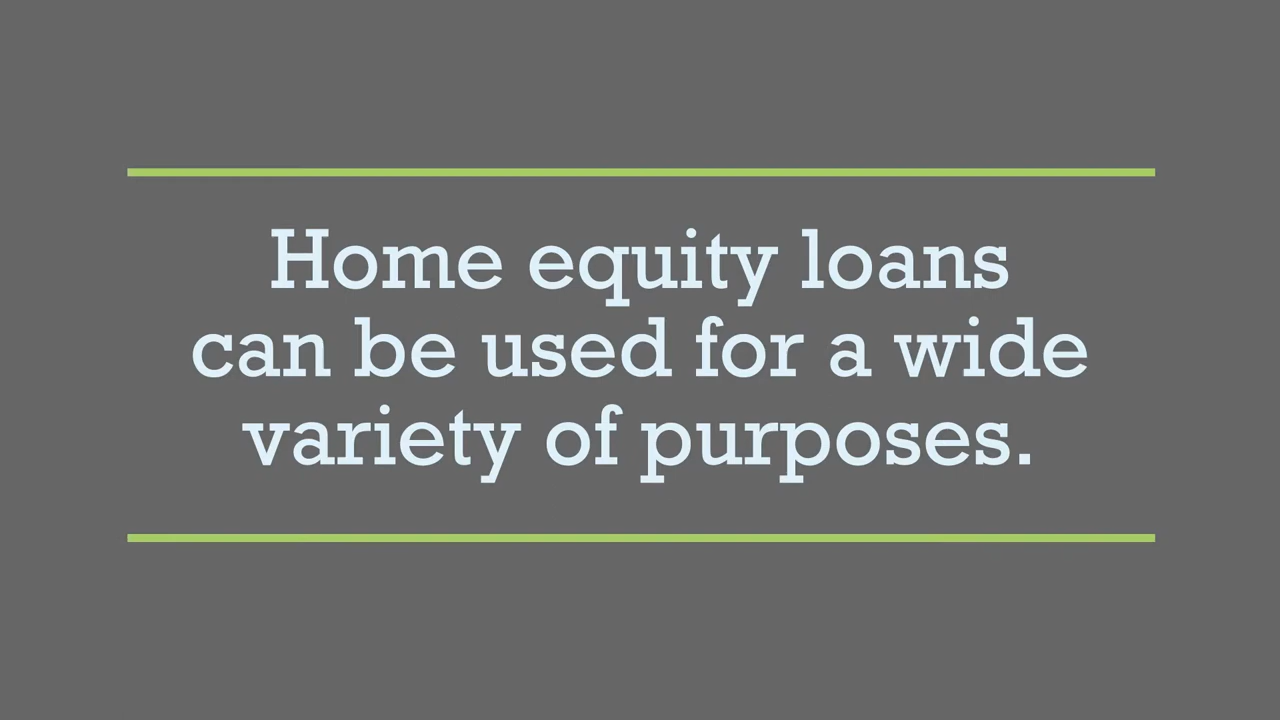 Home equity loans
can be used for a wide
variety of purposes.